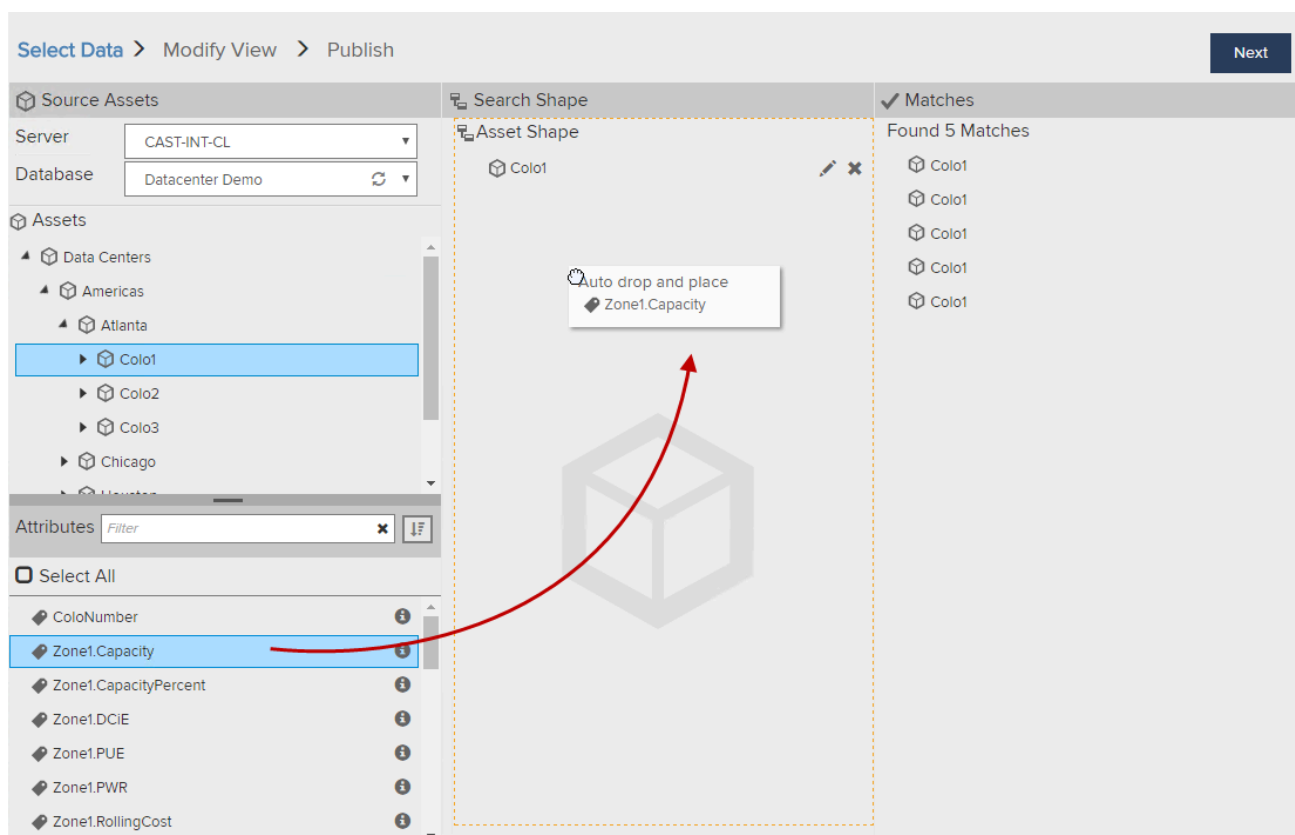 Select Data > Modify View > Publish
Next
Source Assets
Server
CAST-INT-CL
Database
Datacenter Demo
Assets
Data Centers
Americas
Atlanta
Colo1
Colo2
Colo3
Chicago
Attributes
Filter
Select All
ColoNumber
Zone1.Capacity
Zone1.CapacityPercent
Zone1.DCiE
Zone1.PUE
Zone1.PWR
Zone1.RollingCost
Search Shape
Asset Shape
Colo1
Auto drop and place
Zone1.Capacity
Matches
Found 5 Matches
Colo1
Colo1
Colo1
Colo1
Colo1